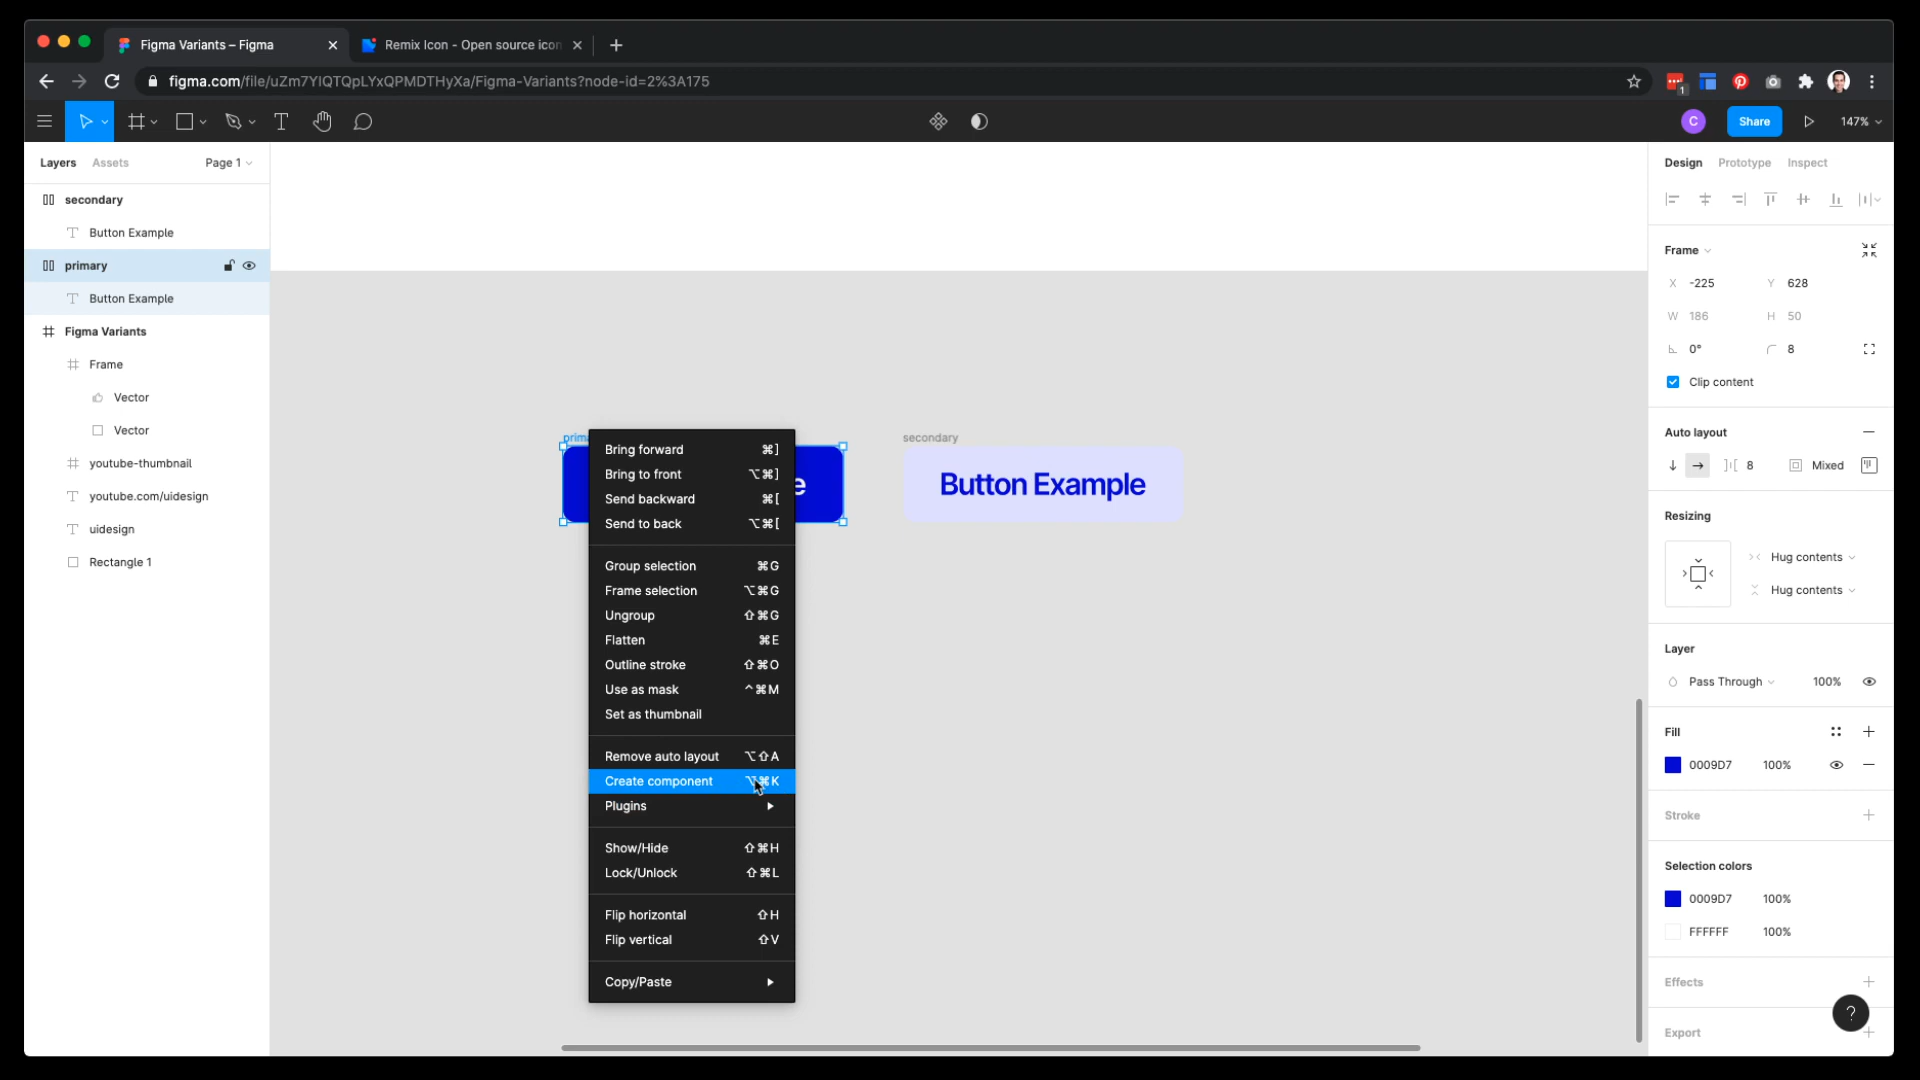 Figma Variants – Figma
Remix Icon - Open source icon
figma.com/file/uZm7YIQTQpLYxQPMDTHyXa/Figma-Variants?node-id=2%3A175
1
C
Share
147%
Layers
Assets
Page 1
secondary
Button Example
primary
Button Example
Figma Variants
Frame
Vector
Vector
youtube-thumbnail
youtube.com/uidesign
uidesign
Rectangle 1
secondary
Button Example
Bring forward ⌘]
Bring to front ⌥⌘]
Send backward ⌘[
Send to back ⌥⌘[
Group selection ⌘G
Frame selection ⌥⌘G
Ungroup ⇧⌘G
Flatten ⌘E
Outline stroke ⇧⌘O
Use as mask ^⌘M
Set as thumbnail
Remove auto layout ⌥⇧A
Create component ⌥⌘K
Plugins
Show/Hide ⇧⌘H
Lock/Unlock ⇧⌘L
Flip horizontal ⇧H
Flip vertical ⇧V
Copy/Paste
Design
Prototype
Inspect
Frame
X -225 Y 628
W 186 H 50
0° 8
Clip content
Auto layout
8 Mixed
Resizing
Hug contents
Hug contents
Layer
Pass Through 100%
Fill
0009D7 100%
Stroke
Selection colors
0009D7 100%
FFFFFF 100%
Effects
?
Export